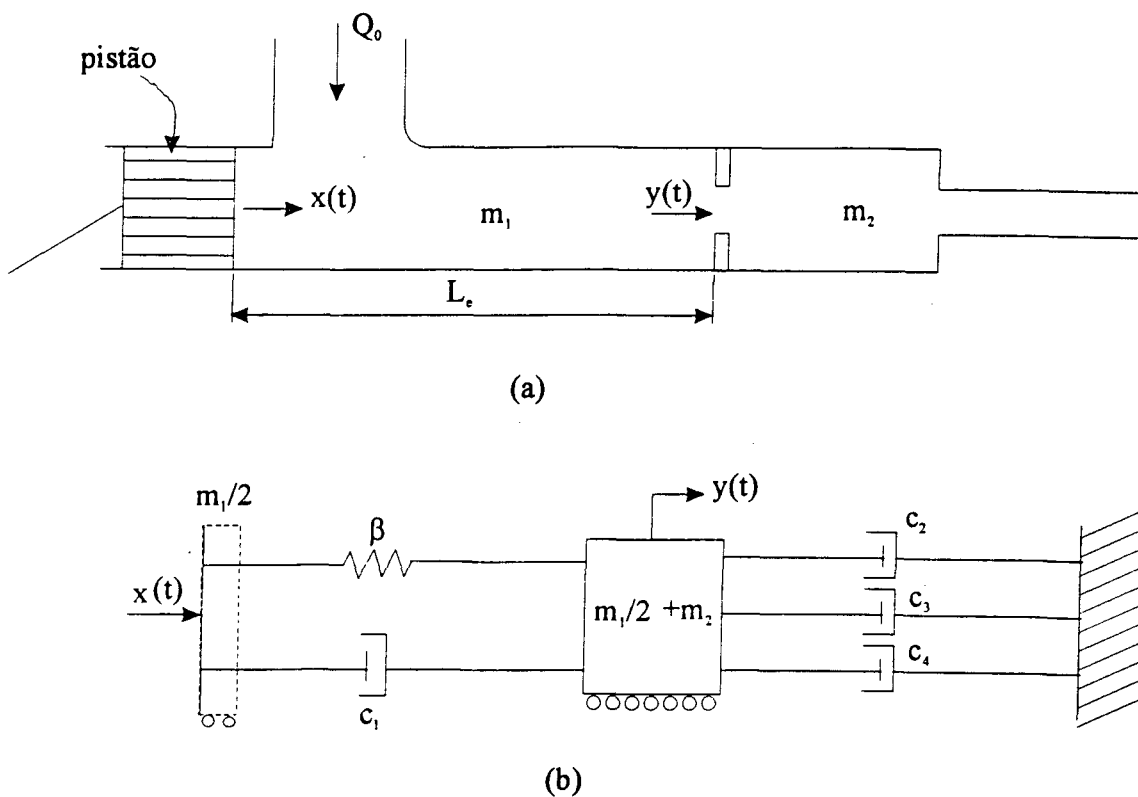 Q₀
pistão
x(t)
y(t)
m₁
m₂
Lₑ
(a)
m₁/2
y(t)
β
c₂
x(t)
m₁/2 +m₂
c₃
c₄
c₁
(b)